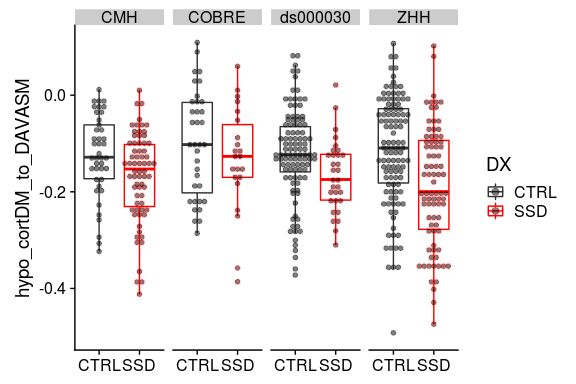 CMH COBRE ds000030 ZHH
hypo_cortDM_to_DAVASM
0.0
-0.2
-0.4
CTRL SSD CTRL SSD CTRL SSD CTRL SSD
DX
CTRL
SSD